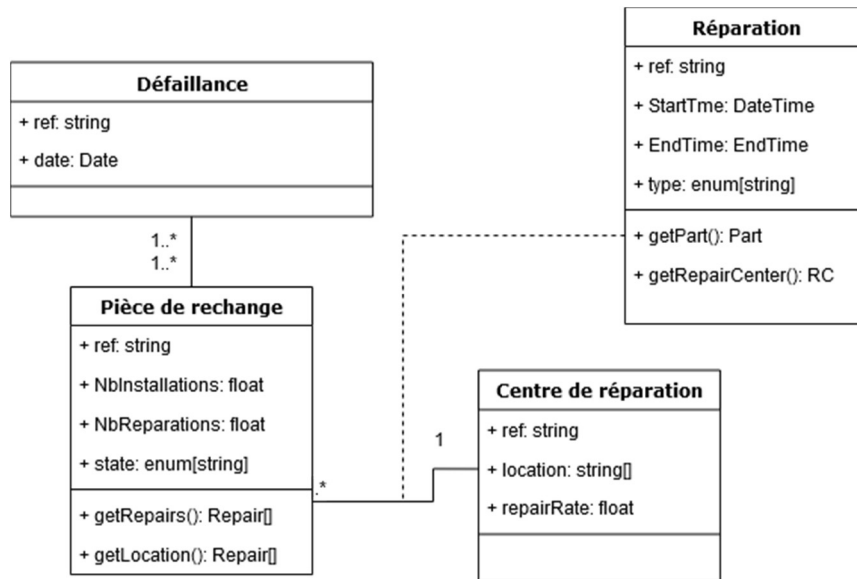 Défaillance
+ ref: string
+ date: Date
1..*
1..*
Pièce de rechange
+ ref: string
+ NbInstallations: float
+ NbReparations: float
+ state: enum[string]
+ getRepairs(): Repair[]
+ getLocation(): Repair[]
.*
1
Réparation
+ ref: string
+ StartTme: DateTime
+ EndTime: EndTime
+ type: enum[string]
+ getPart(): Part
+ getRepairCenter(): RC
Centre de réparation
+ ref: string
+ location: string[]
+ repairRate: float